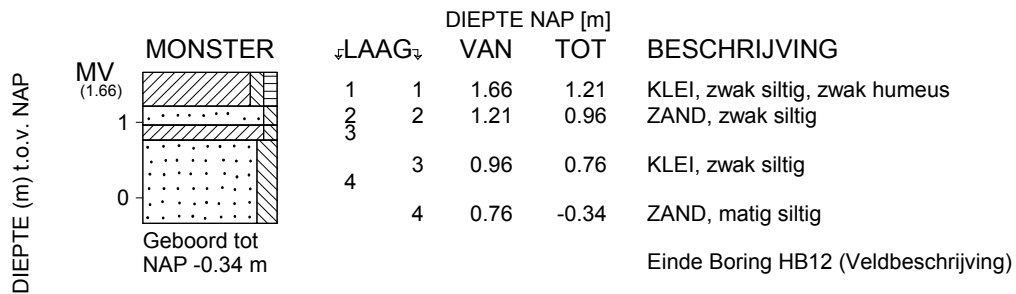 DIEPTE NAP [m]
MONSTER LAAG VAN TOT BESCHRIJVING
MV
(1.66)
1 1 1.66 1.21 KLEI, zwak siltig, zwak humeus
2 2 1.21 0.96 ZAND, zwak siltig
3
3 0.96 0.76 KLEI, zwak siltig
4
4 0.76 -0.34 ZAND, matig siltig
1
0
DIEPTE (m) t.o.v. NAP
Geboord tot
NAP -0.34 m
Einde Boring HB12 (Veldbeschrijving)